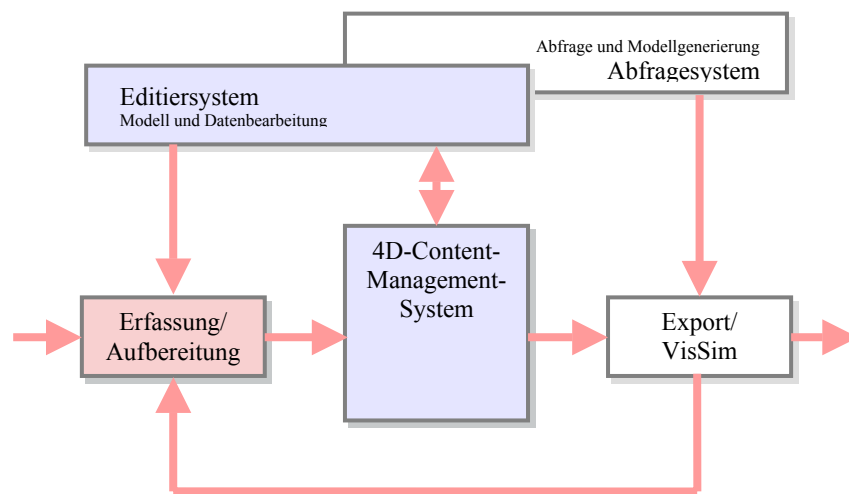 Abfrage und Modellgenerierung
Abfragesystem
Editiersystem
Modell und Datenbearbeitung
4D-Content-
Management-
System
Erfassung/
Aufbereitung
Export/
VisSim